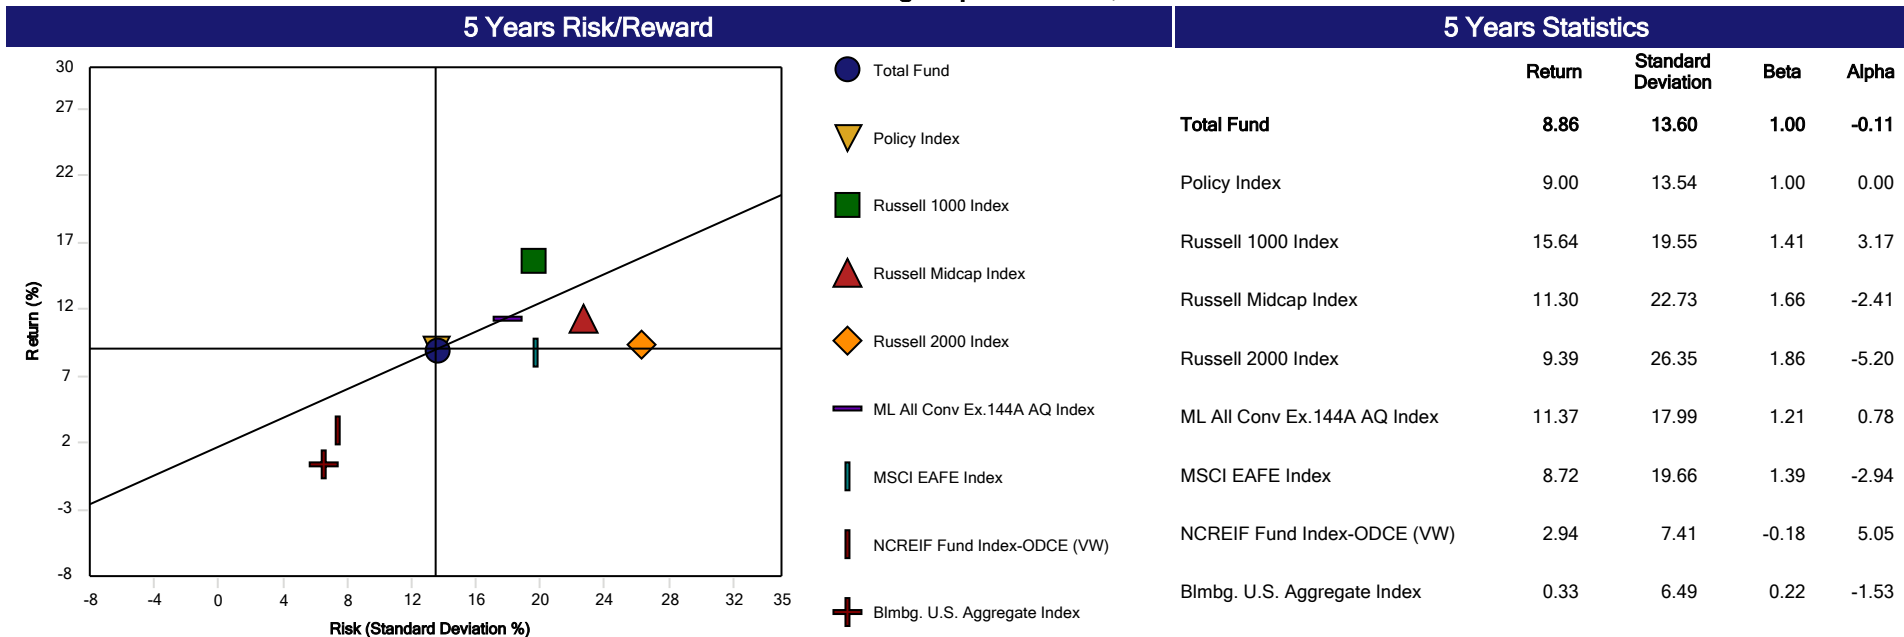 5 Years Risk/Reward
30
27
22
17
12
7
2
-3
-8
Return (%)
-8 -4 0 4 8 12 16 20 24 28 32 35
Risk (Standard Deviation %)
Total Fund
Policy Index
Russell 1000 Index
Russell Midcap Index
Russell 2000 Index
ML All Conv Ex.144A AQ Index
MSCI EAFE Index
NCREIF Fund Index-ODCE (VW)
Blmbg. U.S. Aggregate Index
5 Years Statistics
Return Standard Deviation Beta Alpha
Total Fund 8.86 13.60 1.00 -0.11
Policy Index 9.00 13.54 1.00 0.00
Russell 1000 Index 15.64 19.55 1.41 3.17
Russell Midcap Index 11.30 22.73 1.66 -2.41
Russell 2000 Index 9.39 26.35 1.86 -5.20
ML All Conv Ex.144A AQ Index 11.37 17.99 1.21 0.78
MSCI EAFE Index 8.72 19.66 1.39 -2.94
NCREIF Fund Index-ODCE (VW) 2.94 7.41 -0.18 5.05
Blmbg. U.S. Aggregate Index 0.33 6.49 0.22 -1.53